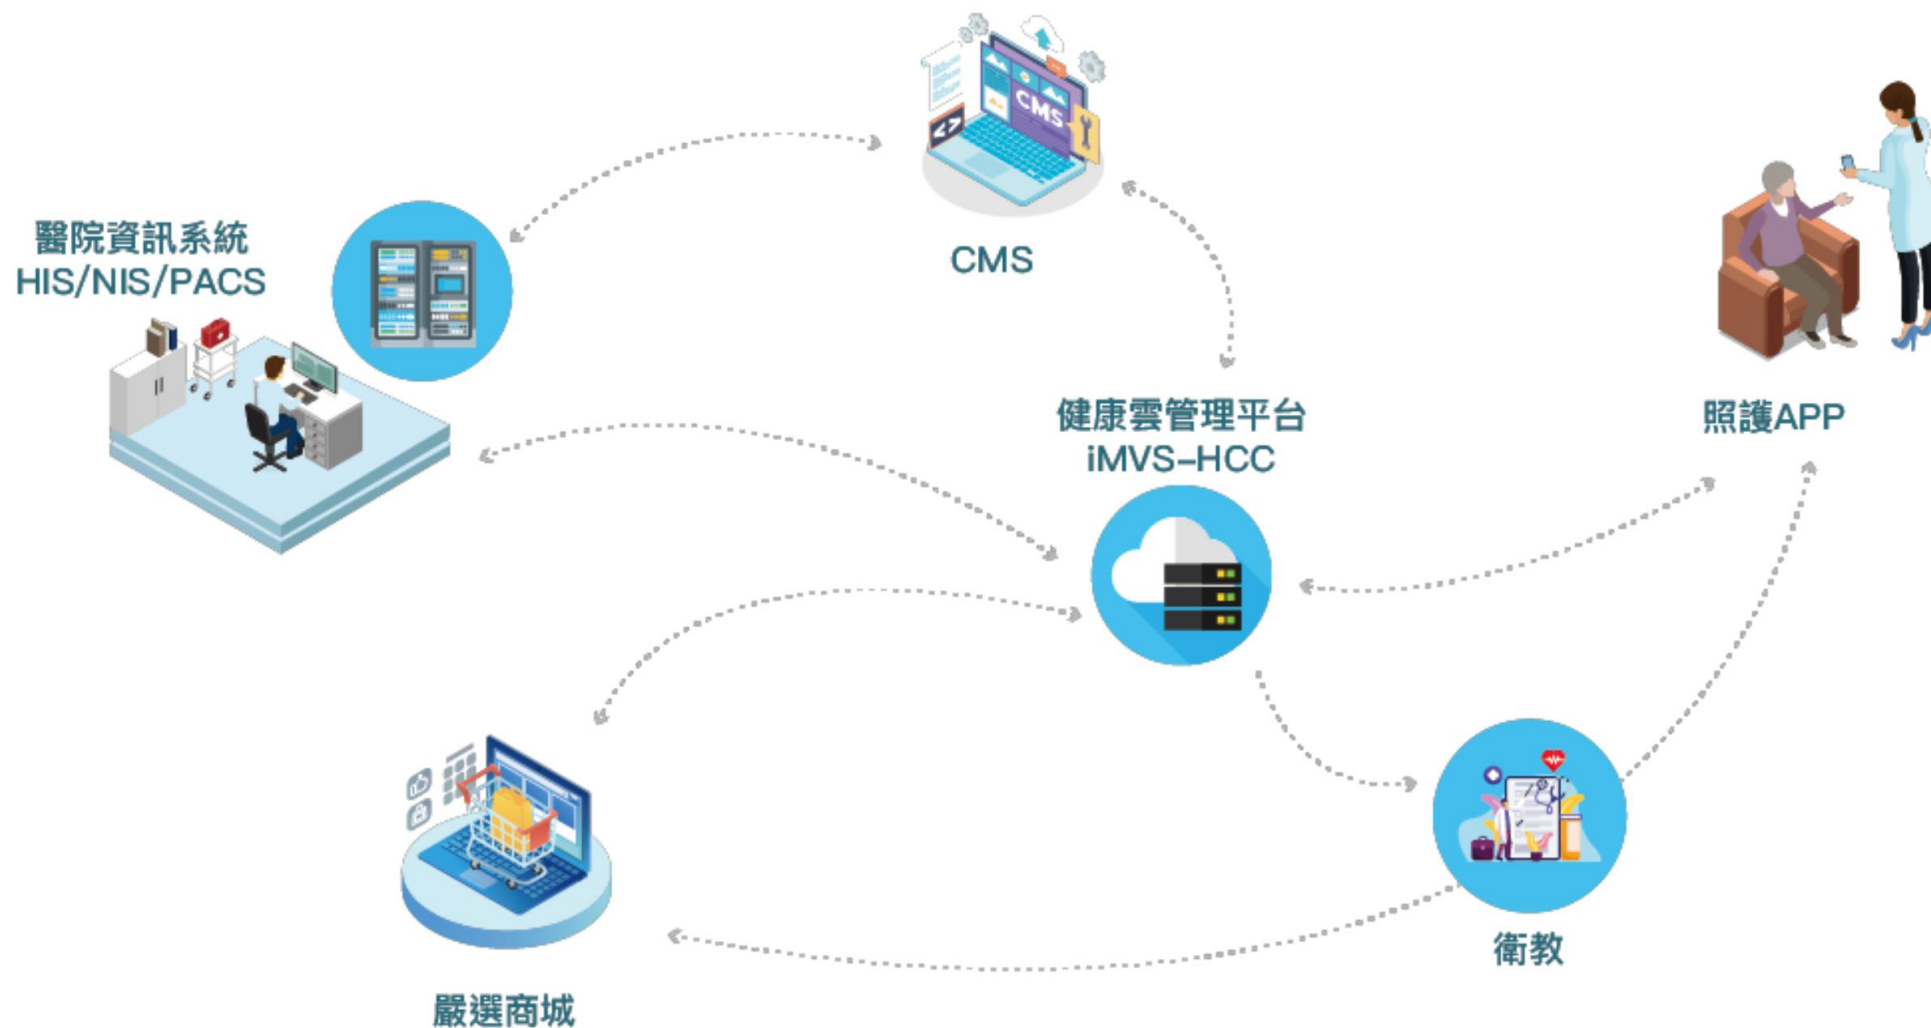 CMS
</>
CMS
醫院資訊系統
HIS/NIS/PACS
健康雲管理平台
iMVS-HCC
照護APP
衛教
嚴選商城